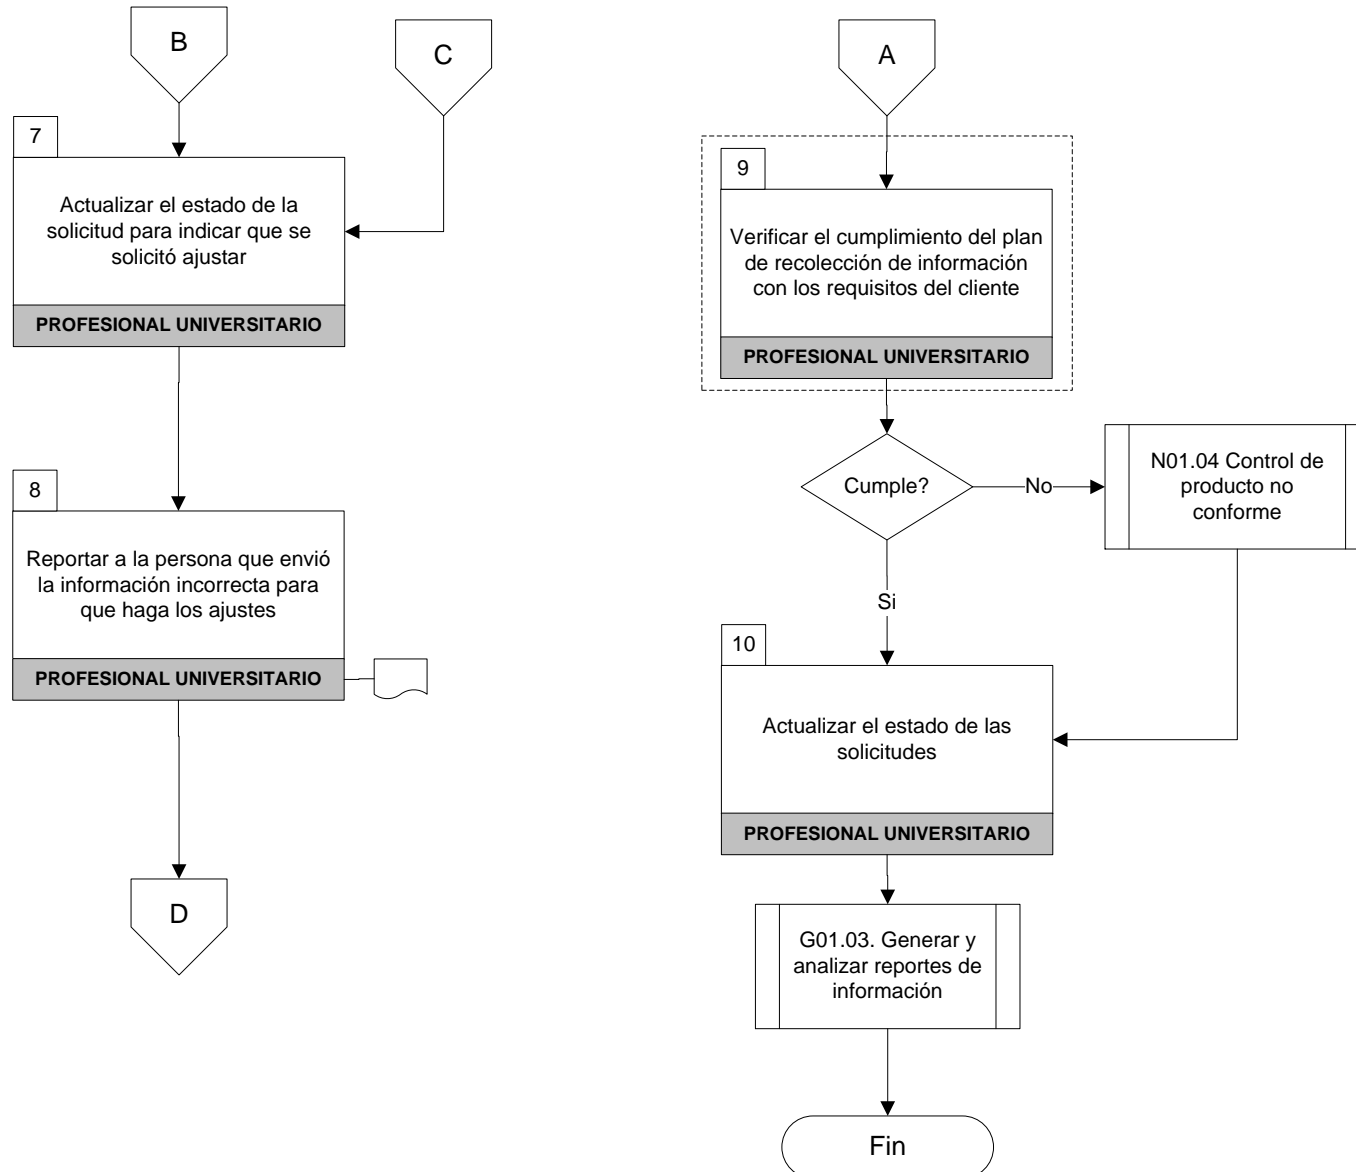 B
C
7
Actualizar el estado de la
solicitud para indicar que se
solicitó ajustar
PROFESIONAL UNIVERSITARIO
8
Reportar a la persona que envió
la información incorrecta para
que haga los ajustes
PROFESIONAL UNIVERSITARIO
D
A
9
Verificar el cumplimiento del plan
de recolección de información
con los requisitos del cliente
PROFESIONAL UNIVERSITARIO
Cumple?
No
N01.04 Control de
producto no
conforme
Si
10
Actualizar el estado de las
solicitudes
PROFESIONAL UNIVERSITARIO
G01.03. Generar y
analizar reportes de
información
Fin